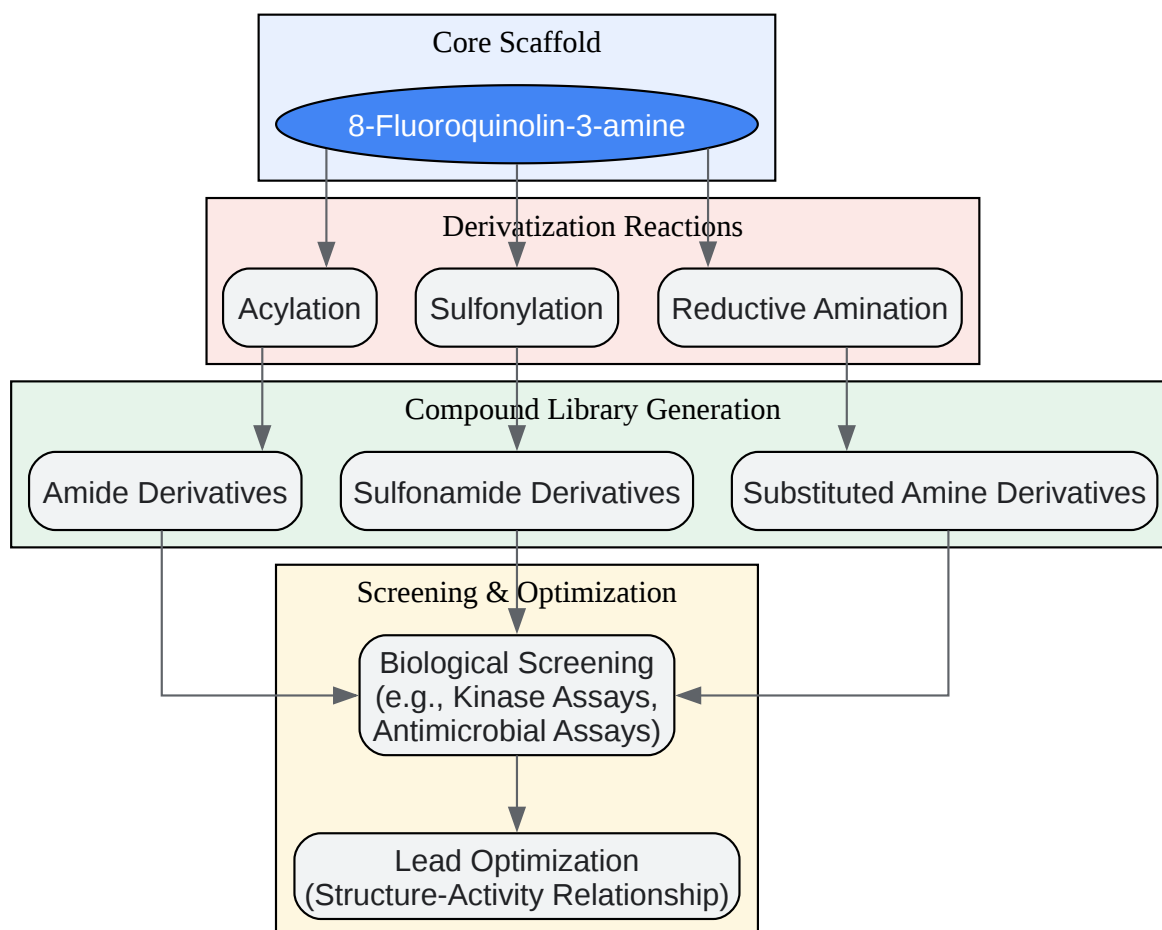 Core Scaffold
8-Fluoroquinolin-3-amine
Derivatization Reactions
Acylation
Sulfonylation
Reductive Amination
Compound Library Generation
Amide Derivatives
Sulfonamide Derivatives
Substituted Amine Derivatives
Screening & Optimization
Biological Screening
(e.g., Kinase Assays,
Antimicrobial Assays)
Lead Optimization
(Structure-Activity Relationship)